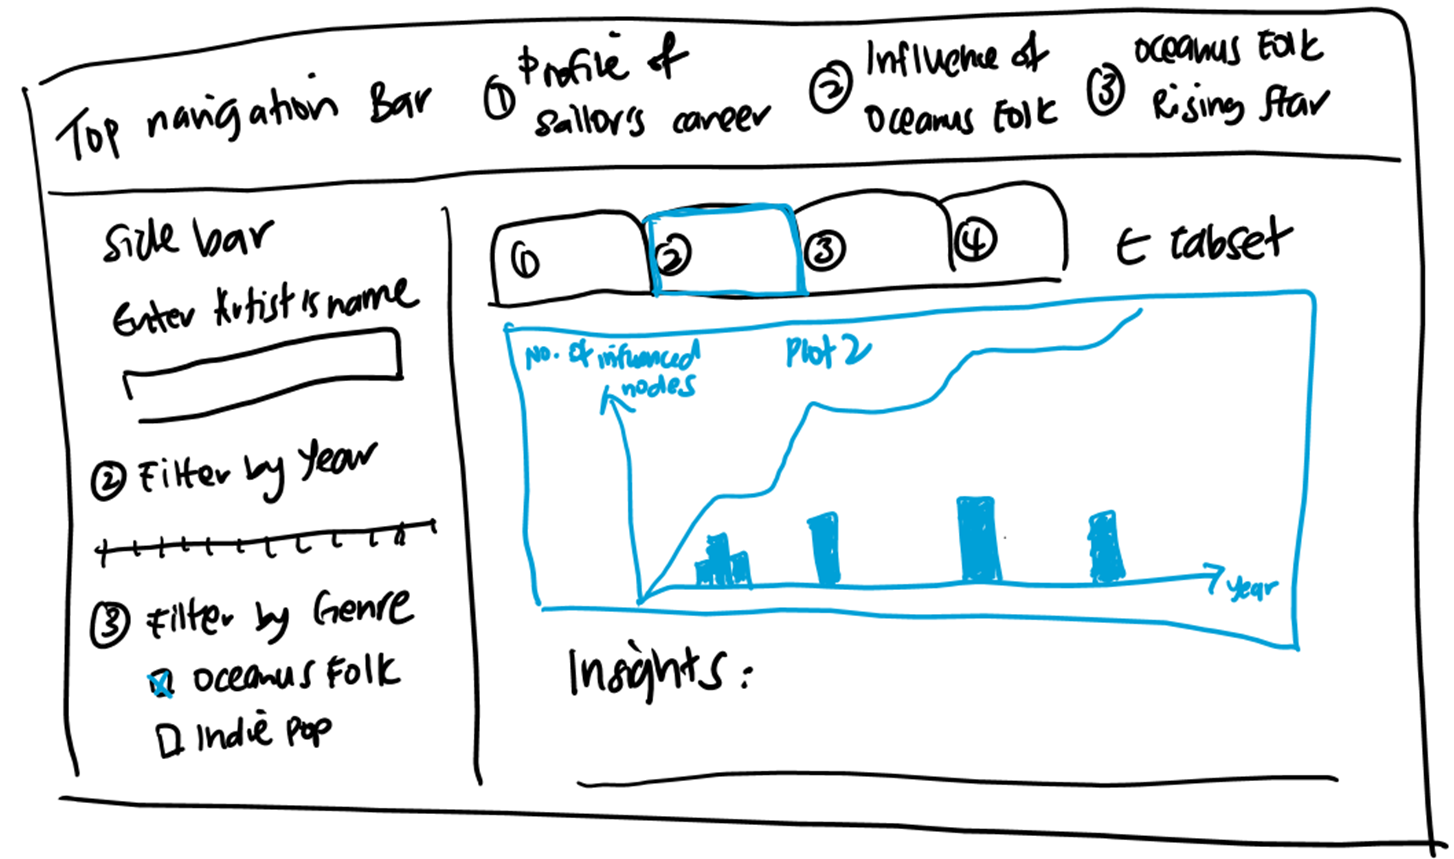 Top navigation Bar
① Profile of
sailor's career
② Influence of
Oceanus Folk
③ Oceanus Folk
Rising Star
Side bar
Enter Artist's name
② Filter by Year
③ Filter by Genre
Oceanus Folk
Indie Pop
①
②
③
④
← tabset
No. of influenced
nodes
Plot 2
year
Insights: